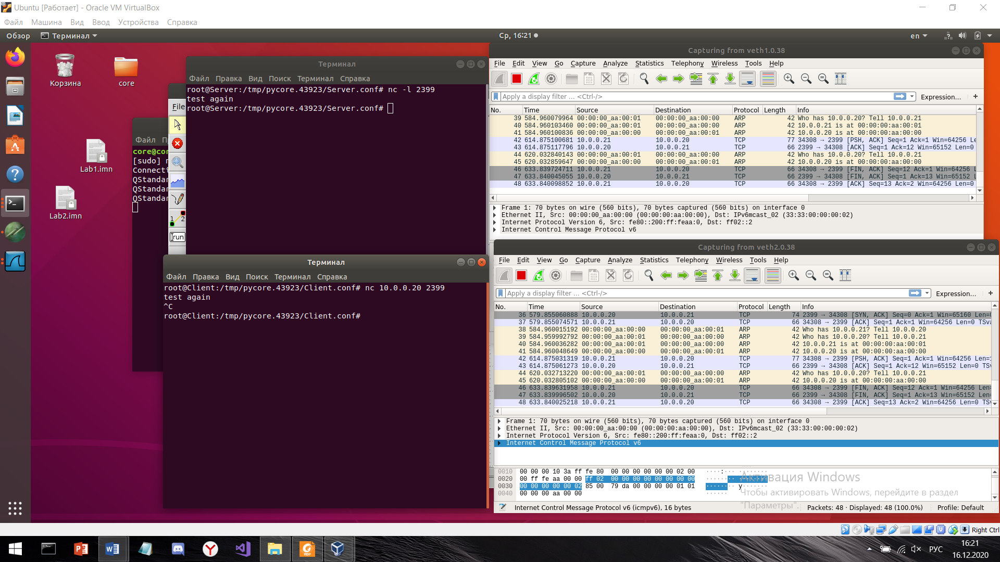 Ubuntu [Работает] - Oracle VM VirtualBox
Файл Машина Вид Ввод Устройства Справка
Обзор Терминал Ср, 16:21 en
Корзина
core
Lab1.imn
Lab2.imn
Файл
core@cor
[sudo]
Connecti
QStandar
QStandar
QStandar
File
1 2
run
Терминал
Файл Правка Вид Поиск Терминал Справка
root@Server:/tmp/pycore.43923/Server.conf# nc -l 2399
test again
root@Server:/tmp/pycore.43923/Server.conf#
Терминал
Файл Правка Вид Поиск Терминал Справка
root@Client:/tmp/pycore.43923/Client.conf# nc 10.0.0.20 2399
test again
^C
root@Client:/tmp/pycore.43923/Client.conf#
Capturing from veth1.0.38
File Edit View Go Capture Analyze Statistics Telephony Wireless Tools Help
Apply a display filter ... <Ctrl-/> Expression... +
No. Time Source Destination Protocol Length Info
39 584.960079964 00:00:00_aa:00:01 00:00:00_aa:00:00 ARP 42 Who has 10.0.0.20? Tell 10.0.0.21
40 584.960103460 00:00:00_aa:00:01 00:00:00_aa:00:00 ARP 42 10.0.0.21 is at 00:00:00:aa:00:01
41 584.960100836 00:00:00_aa:00:00 00:00:00_aa:00:01 ARP 42 10.0.0.20 is at 00:00:00:aa:00:00
42 614.875100681 10.0.0.21 10.0.0.20 TCP 77 34308 → 2399 [PSH, ACK] Seq=1 Ack=1 Win=64256 Le
43 614.875117796 10.0.0.20 10.0.0.21 TCP 66 2399 → 34308 [ACK] Seq=1 Ack=12 Win=65152 Len=0
44 620.032840143 00:00:00_aa:00:01 00:00:00_aa:00:00 ARP 42 Who has 10.0.0.20? Tell 10.0.0.21
45 620.032859647 00:00:00_aa:00:00 00:00:00_aa:00:01 ARP 42 10.0.0.20 is at 00:00:00:aa:00:00
46 633.839724711 10.0.0.21 10.0.0.20 TCP 66 34308 → 2399 [FIN, ACK] Seq=12 Ack=1 Win=64256 L
47 633.840045055 10.0.0.20 10.0.0.21 TCP 66 2399 → 34308 [FIN, ACK] Seq=1 Ack=13 Win=65152 L
48 633.840098852 10.0.0.21 10.0.0.20 TCP 66 34308 → 2399 [ACK] Seq=13 Ack=2 Win=64256 Len=0
Frame 1: 70 bytes on wire (560 bits), 70 bytes captured (560 bits) on interface 0
Ethernet II, Src: 00:00:00_aa:00:00 (00:00:00:aa:00:00), Dst: IPv6mcast_02 (33:33:00:00:00:02)
Internet Protocol Version 6, Src: fe80::200:ff:feaa:0, Dst: ff02::2
Internet Control Message Protocol v6
Capturing from veth2.0.38
File Edit View Go Capture Analyze Statistics Telephony Wireless Tools Help
Apply a display filter ... <Ctrl-/> Expression... +
No. Time Source Destination Protocol Length Info
36 579.855060888 10.0.0.20 10.0.0.21 TCP 74 2399 → 34308 [SYN, ACK] Seq=0 Ack=1 Win=65160 Len=0
37 579.855074571 10.0.0.21 10.0.0.20 TCP 66 34308 → 2399 [ACK] Seq=1 Ack=1 Win=64256 Len=0 TSva
38 584.960015192 00:00:00_aa:00:00 00:00:00_aa:00:01 ARP 42 Who has 10.0.0.21? Tell 10.0.0.20
39 584.959992792 00:00:00_aa:00:01 00:00:00_aa:00:00 ARP 42 Who has 10.0.0.20? Tell 10.0.0.21
40 584.960036282 00:00:00_aa:00:01 00:00:00_aa:00:00 ARP 42 10.0.0.21 is at 00:00:00:aa:00:01
41 584.960048649 00:00:00_aa:00:00 00:00:00_aa:00:01 ARP 42 10.0.0.20 is at 00:00:00:aa:00:00
42 614.875031319 10.0.0.21 10.0.0.20 TCP 77 34308 → 2399 [PSH, ACK] Seq=1 Ack=1 Win=64256 Len=1
43 614.875061273 10.0.0.20 10.0.0.21 TCP 66 2399 → 34308 [ACK] Seq=1 Ack=12 Win=65152 Len=0 TSv
44 620.032713220 00:00:00_aa:00:01 00:00:00_aa:00:00 ARP 42 Who has 10.0.0.20? Tell 10.0.0.21
45 620.032805102 00:00:00_aa:00:00 00:00:00_aa:00:01 ARP 42 10.0.0.20 is at 00:00:00:aa:00:00
46 633.839631958 10.0.0.21 10.0.0.20 TCP 66 34308 → 2399 [FIN, ACK] Seq=12 Ack=1 Win=64256 Len=
47 633.839996502 10.0.0.20 10.0.0.21 TCP 66 2399 → 34308 [FIN, ACK] Seq=1 Ack=13 Win=65152 Len=
48 633.840025218 10.0.0.21 10.0.0.20 TCP 66 34308 → 2399 [ACK] Seq=13 Ack=2 Win=64256 Len=0 TSv
Frame 1: 70 bytes on wire (560 bits), 70 bytes captured (560 bits) on interface 0
Ethernet II, Src: 00:00:00_aa:00:00 (00:00:00:aa:00:00), Dst: IPv6mcast_02 (33:33:00:00:00:02)
Internet Protocol Version 6, Src: fe80::200:ff:feaa:0, Dst: ff02::2
Internet Control Message Protocol v6
0010 00 00 00 10 3a ff fe 80 00 00 00 00 00 00 02 00
0020 00 ff fe aa 00 00 ff 02 00 00 00 00 00 00 00 00
0030 00 00 00 00 00 02 85 00 79 da 00 00 00 00 01 01
0040 00 00 00 aa 00 00
Активация Windows
Чтобы активировать Windows, перейдите в раздел
"Параметры".
Internet Control Message Protocol v6 (icmpv6), 16 bytes Packets: 48 · Displayed: 48 (100.0%) Profile: Default
Right Ctrl
РУС
16:21
16.12.2020